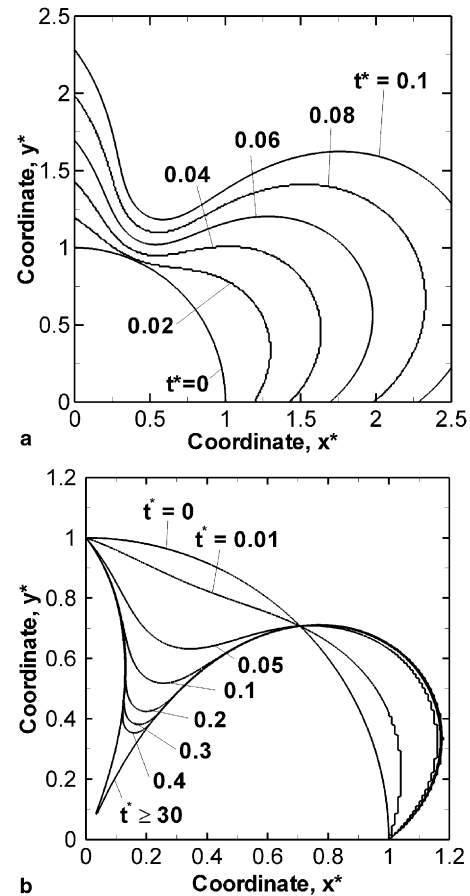 2.5
t* = 0.1
2
0.08
0.06
Coordinate, y*
1.5
0.04
1
0.5
0.02
t*=0
0
0 0.5 1 1.5 2 2.5
a
Coordinate, x*
1.2
t* = 0
1
t* = 0.01
Coordinate, y*
0.8
0.6
0.05
0.1
0.4
0.2
0.3
0.2
0.4
t* ≥ 30
0
0 0.2 0.4 0.6 0.8 1 1.2
b
Coordinate, x*